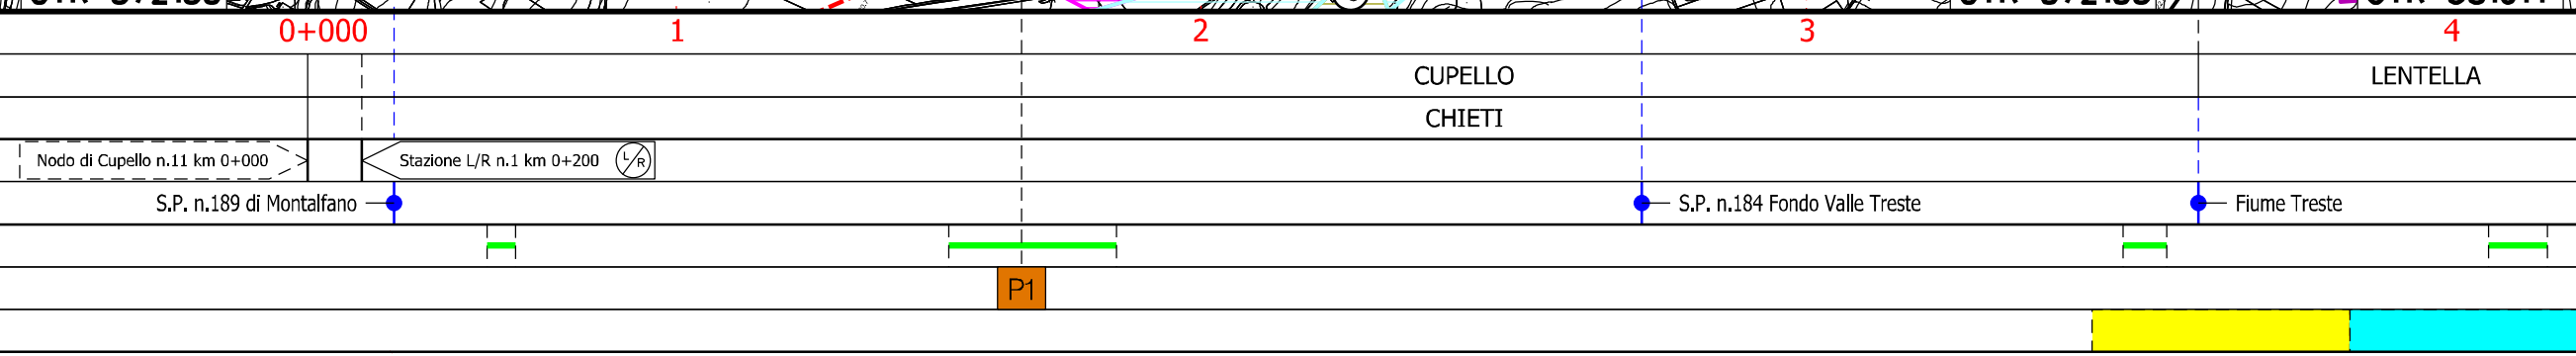 0+000 1 2 3 4
CUPELLO LENTELLA
CHIETI
Nodo di Cupello n.11 km 0+000 Stazione L/R n.1 km 0+200 L/R
S.P. n.189 di Montalfano S.P. n.184 Fondo Valle Treste Fiume Treste
P1